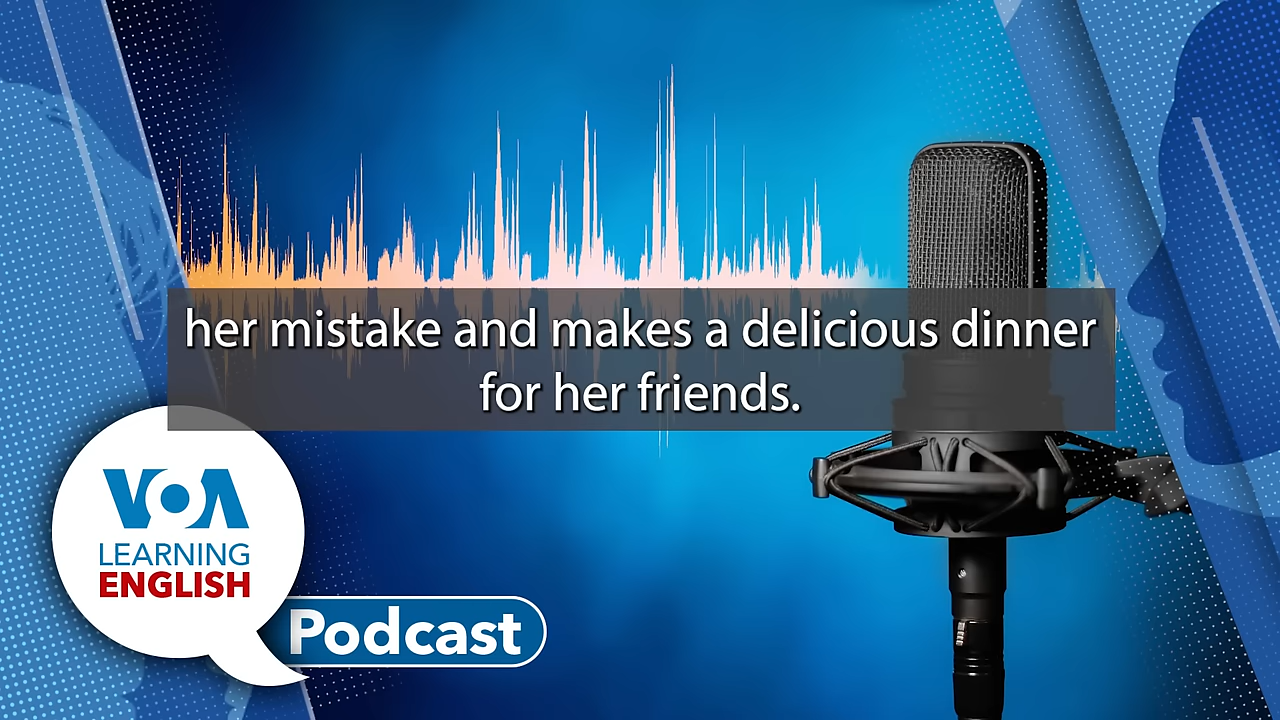 her mistake and makes a delicious dinner
for her friends.
VOA
LEARNING
ENGLISH
Podcast